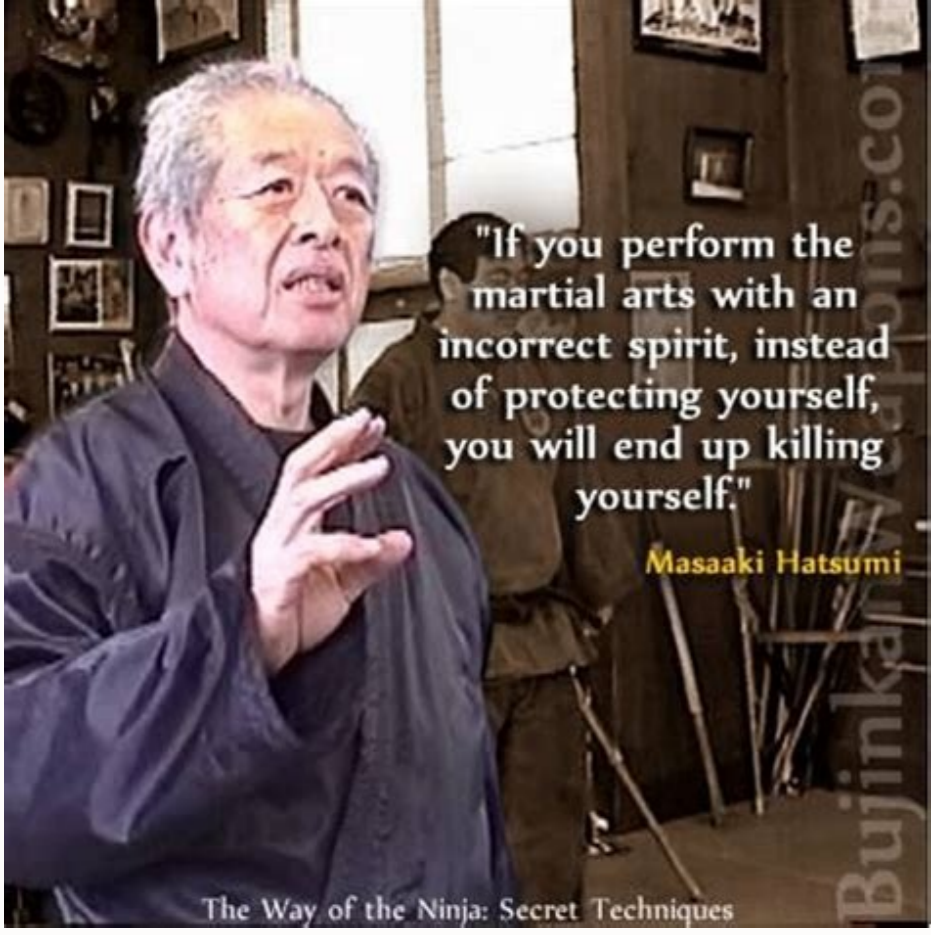 "If you perform the
martial arts with an
incorrect spirit, instead
of protecting yourself,
you will end up killing
yourself."
Masaaki Hatsumi
BujinkanWeapons.com
The Way of the Ninja: Secret Techniques